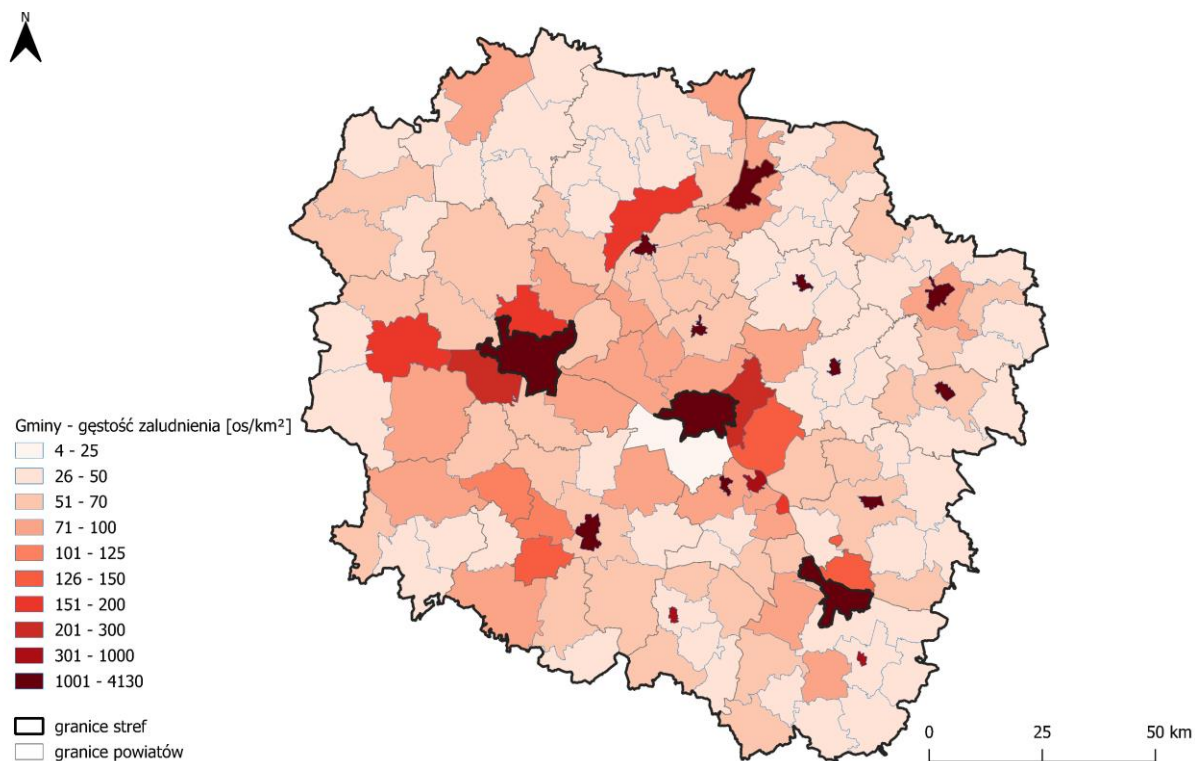 N
Gminy - gęstość zaludnienia [os/km²]
4 - 25
26 - 50
51 - 70
71 - 100
101 - 125
126 - 150
151 - 200
201 - 300
301 - 1000
1001 - 4130
granice stref
granice powiatów
0 25 50 km